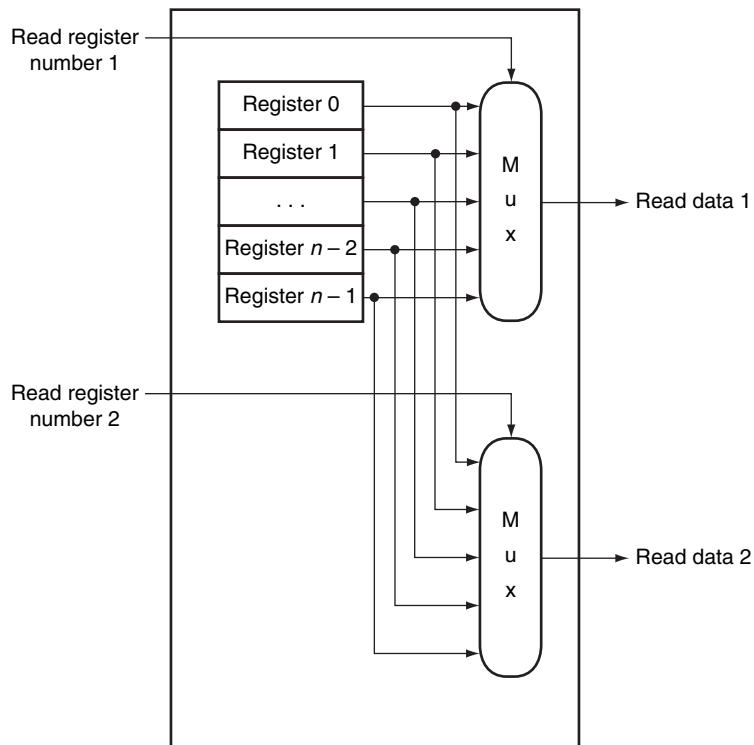 Read register
number 1
Register 0
Register 1
. . .
Register n – 2
Register n – 1
M
u
x
Read data 1
Read register
number 2
M
u
x
Read data 2